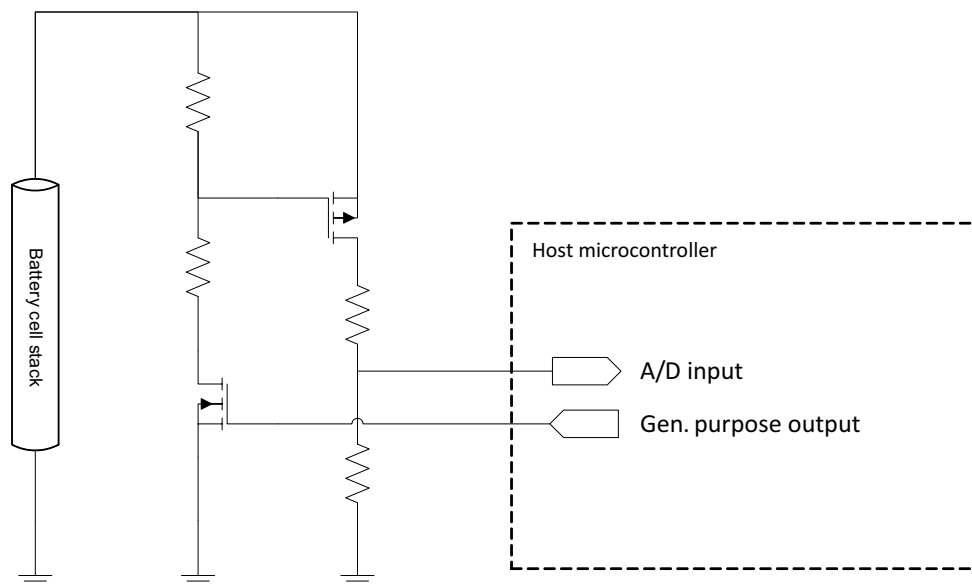 Battery cell stack
Host microcontroller
A/D input
Gen. purpose output